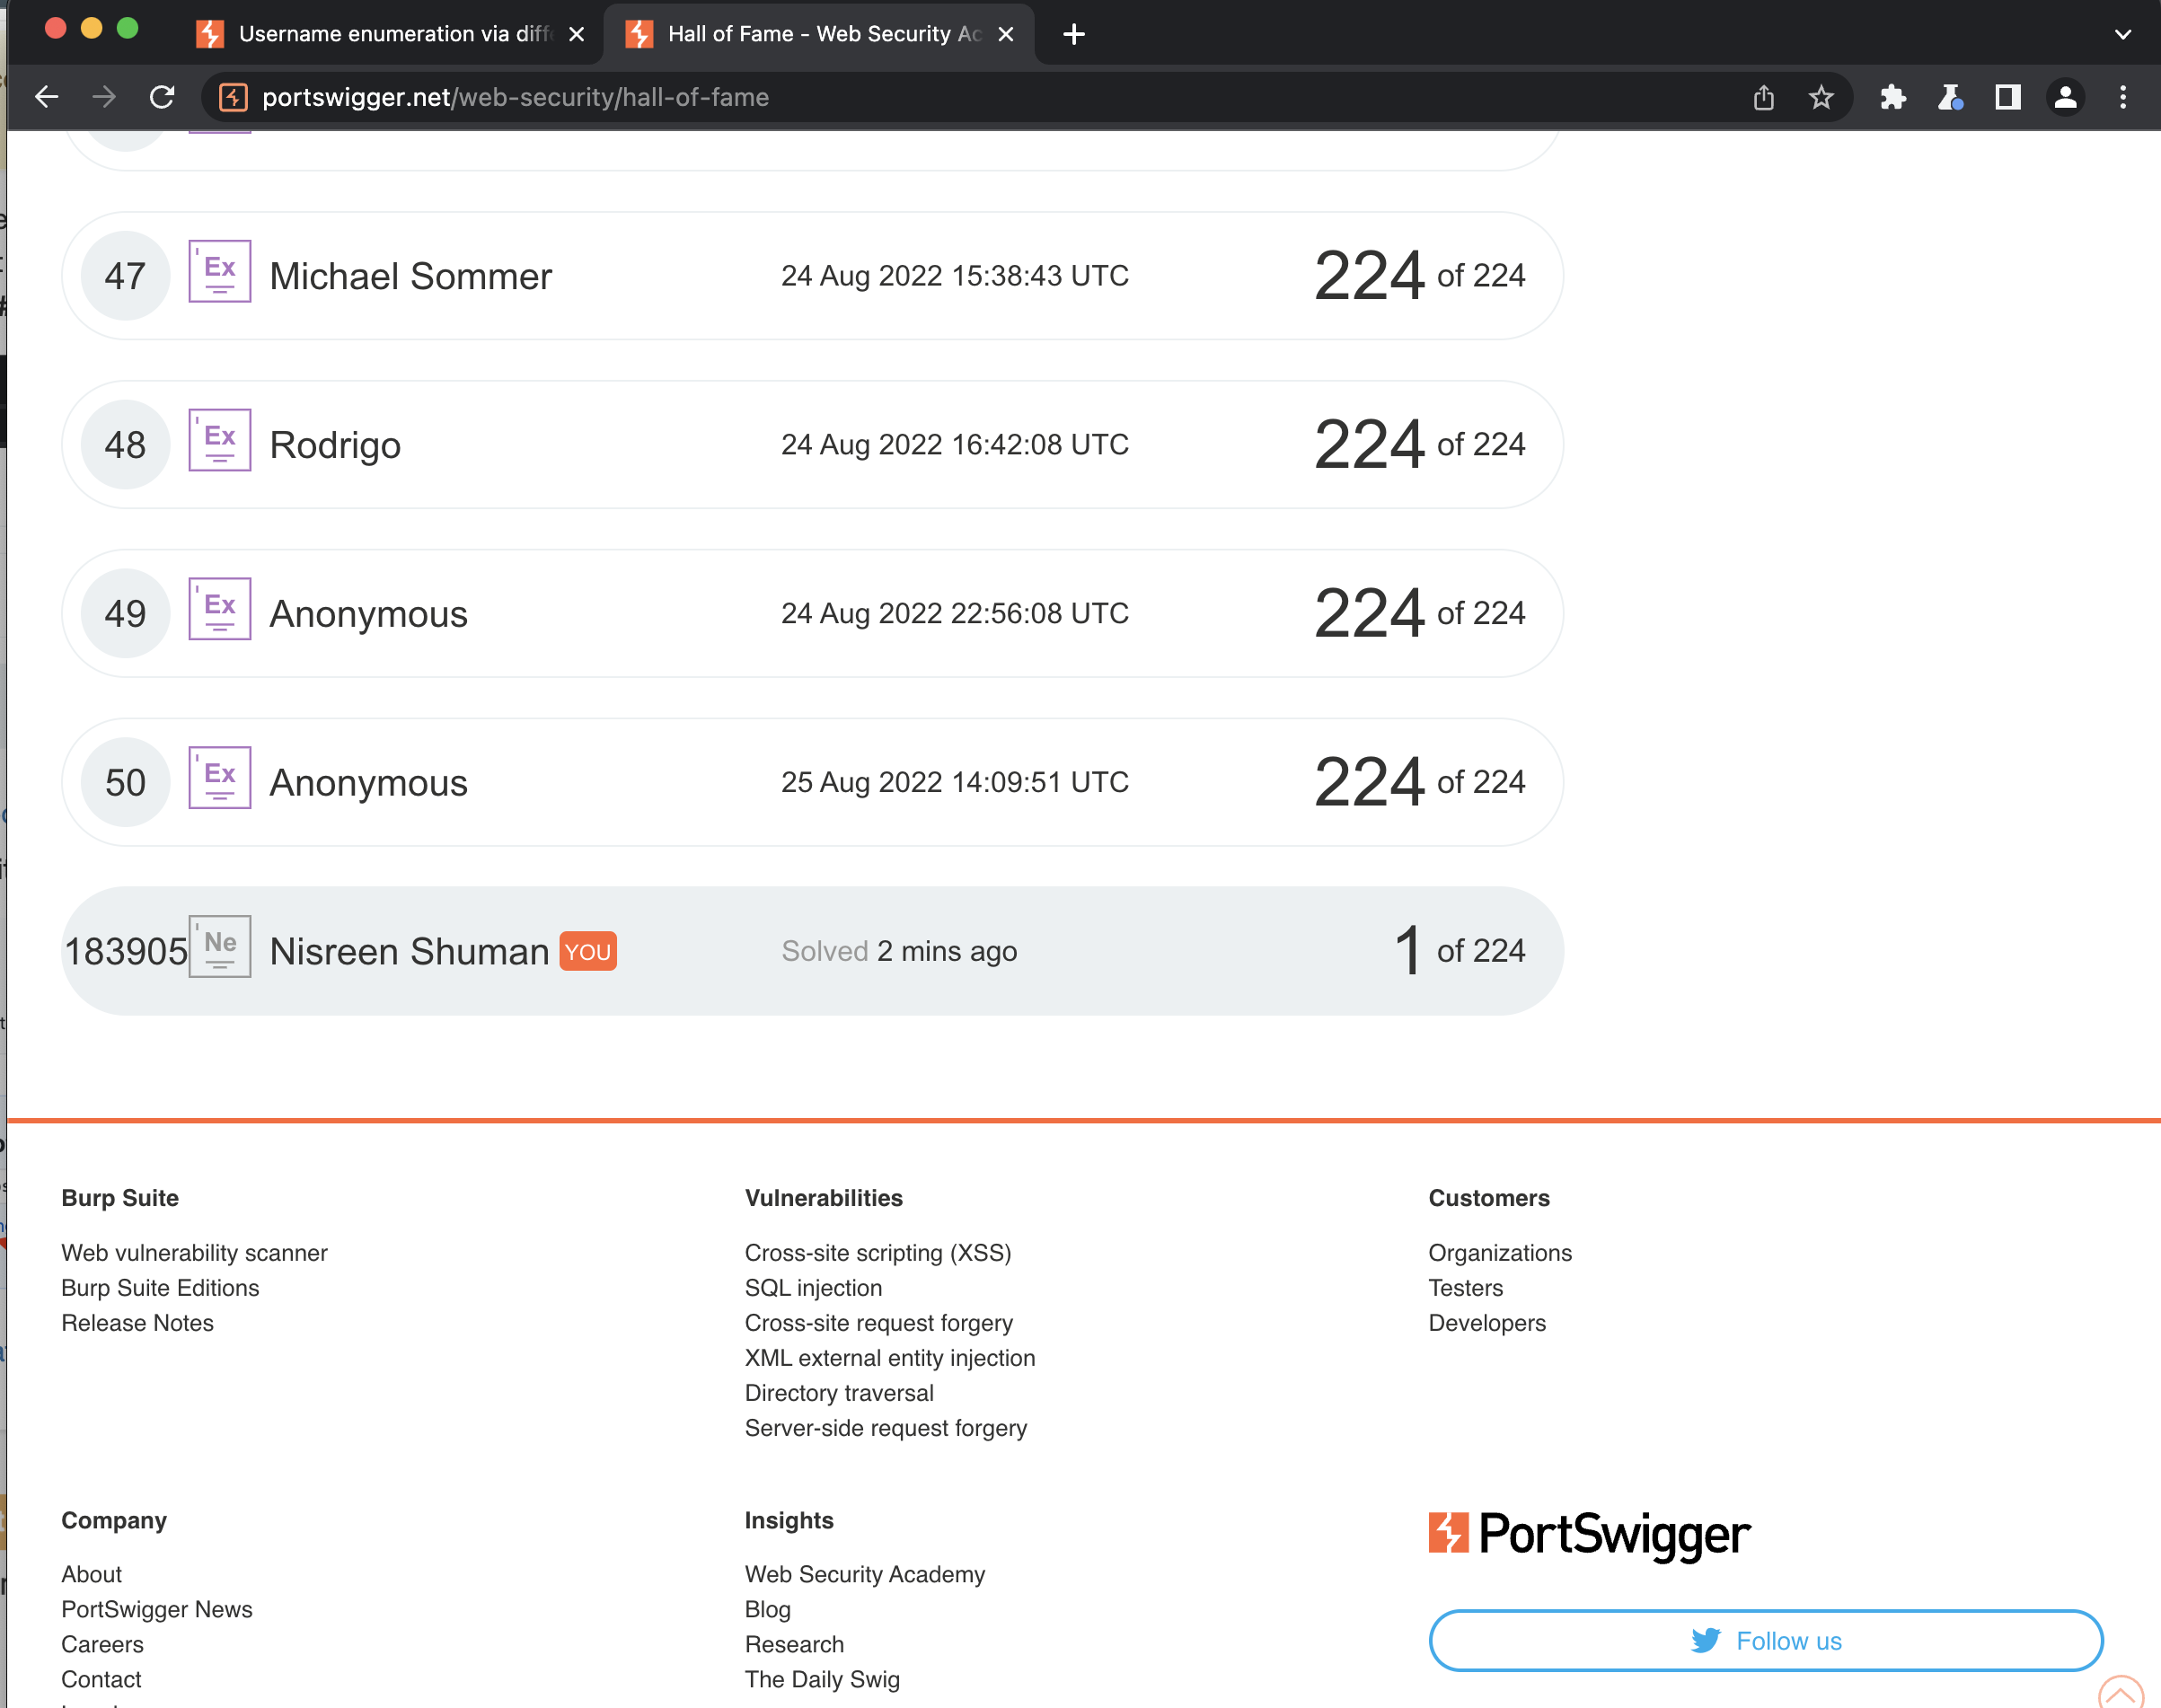 Username enumeration via diff
Hall of Fame - Web Security Ac
portswigger.net/web-security/hall-of-fame
47 Ex Michael Sommer 24 Aug 2022 15:38:43 UTC 224 of 224
48 Ex Rodrigo 24 Aug 2022 16:42:08 UTC 224 of 224
49 Ex Anonymous 24 Aug 2022 22:56:08 UTC 224 of 224
50 Ex Anonymous 25 Aug 2022 14:09:51 UTC 224 of 224
183905 Ne Nisreen Shuman YOU Solved 2 mins ago 1 of 224
Burp Suite
Web vulnerability scanner
Burp Suite Editions
Release Notes
Vulnerabilities
Cross-site scripting (XSS)
SQL injection
Cross-site request forgery
XML external entity injection
Directory traversal
Server-side request forgery
Customers
Organizations
Testers
Developers
Company
About
PortSwigger News
Careers
Contact
Insights
Web Security Academy
Blog
Research
The Daily Swig
PortSwigger
Follow us